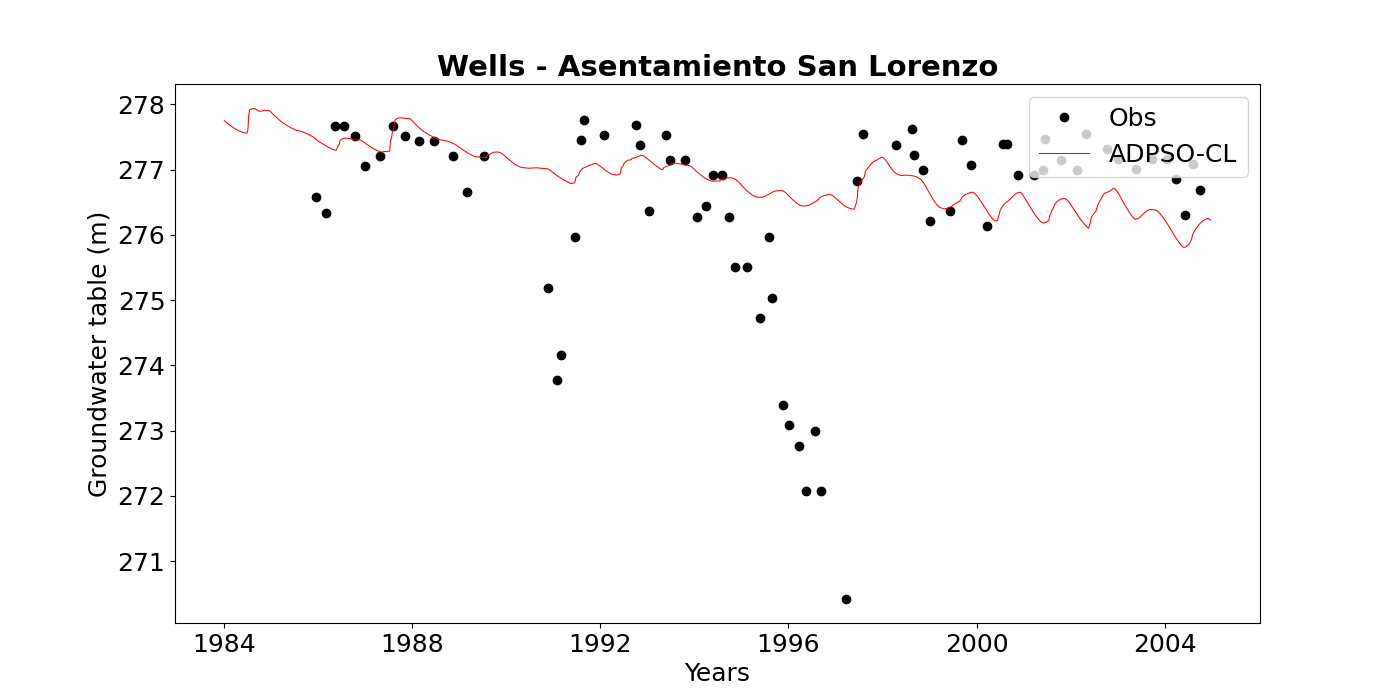 Wells - Asentamiento San Lorenzo
Obs
ADPSO-CL
Groundwater table (m)
278
277
276
275
274
273
272
271
1984
1988
1992
1996
2000
2004
Years